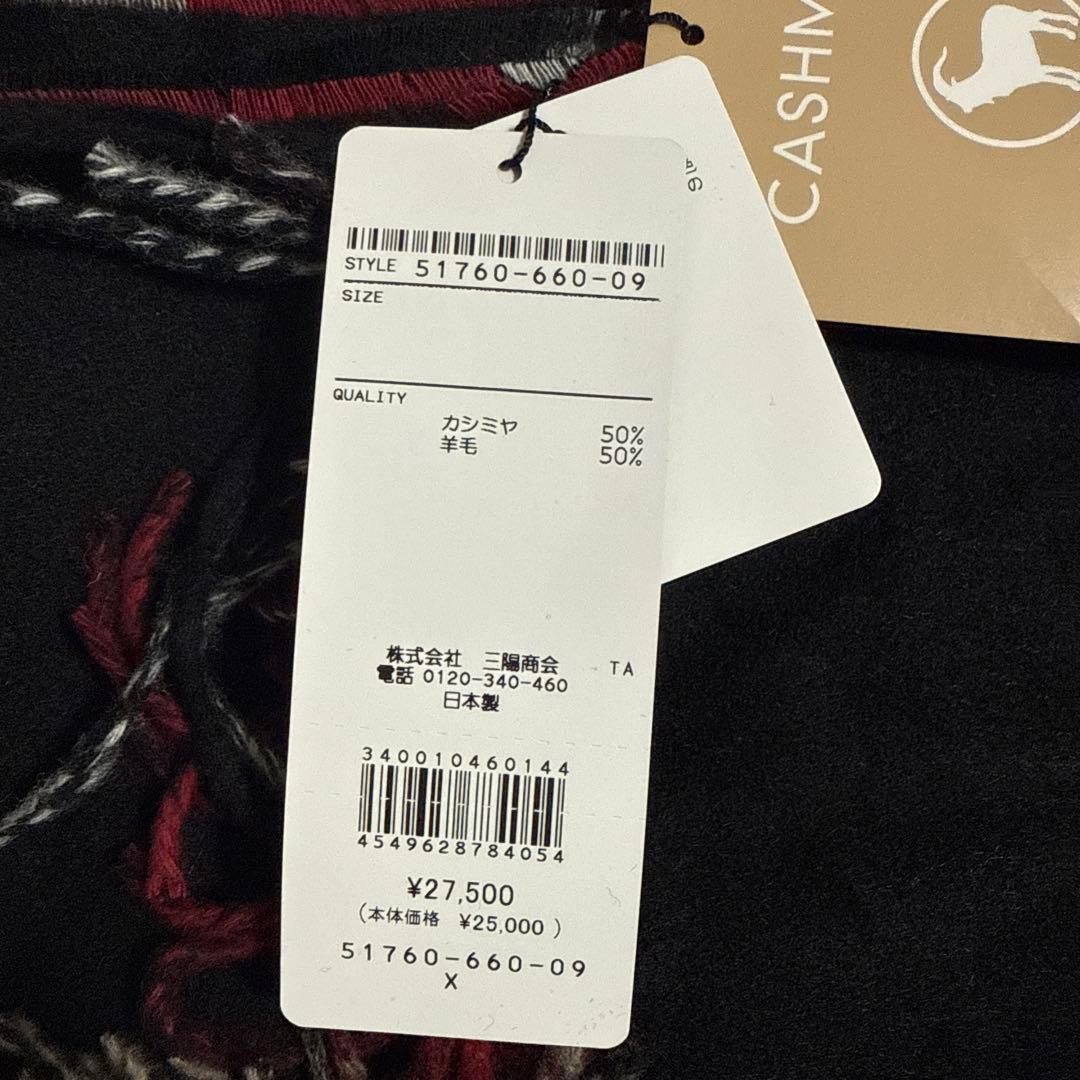 CASHM
STYLE 51760-660-09
SIZE
QUALITY
カシミヤ 50%
羊毛 50%
株式会社 三陽商会 TA
電話 0120-340-460
日本製
340010460144
4549628784054
¥27,500
(本体価格 ¥25,000 )
51760-660-09
X